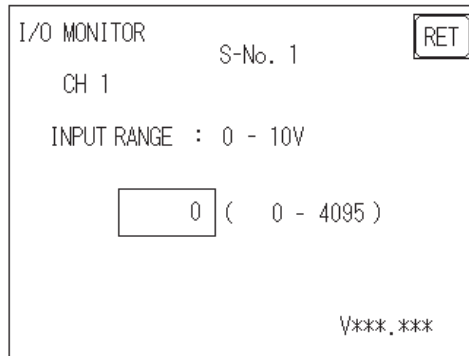 I/O MONITOR
S-No. 1
RET
CH 1
INPUT RANGE : 0 - 10V
0 ( 0 - 4095 )
V***.***